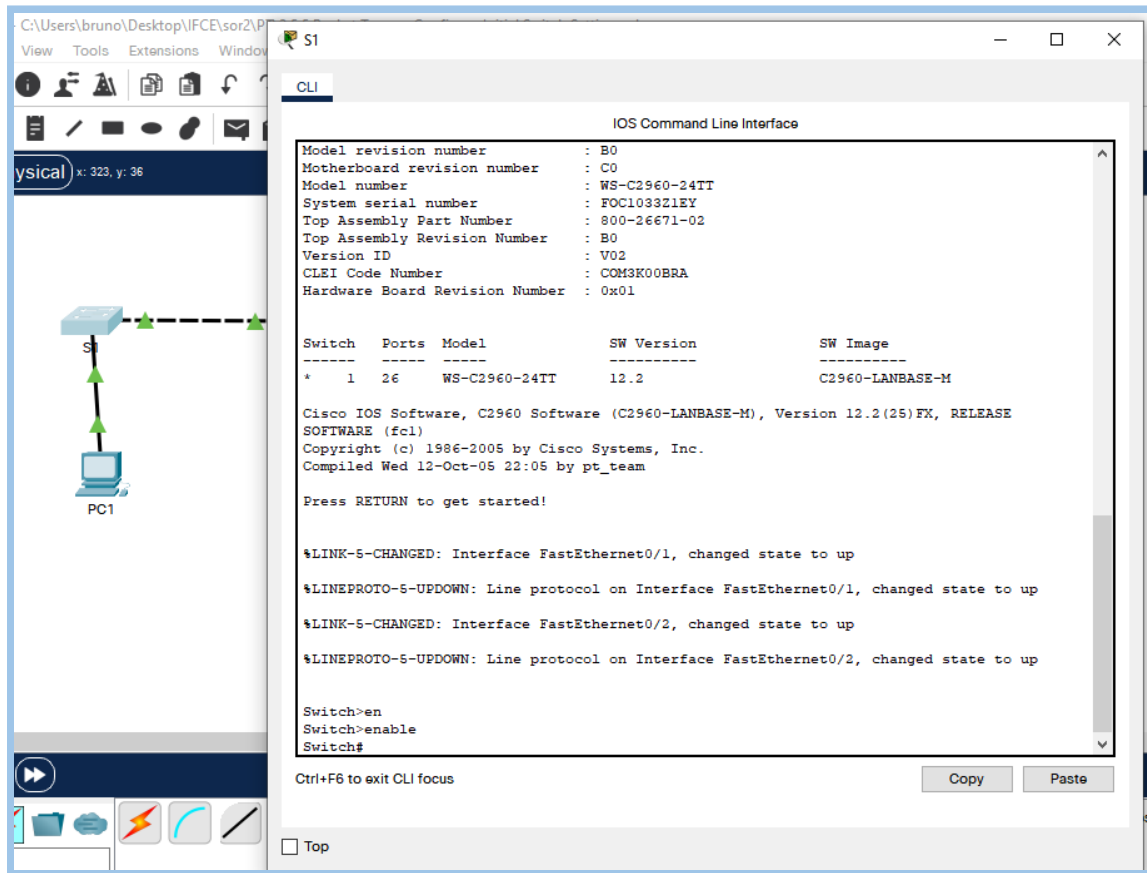 C:\Users\bruno\Desktop\IFCE\sor2\P
View Tools Extensions Window
ysical x: 323, y: 36
S1
PC1
S1
CLI
IOS Command Line Interface
Model revision number : B0
Motherboard revision number : C0
Model number : WS-C2960-24TT
System serial number : FOC1033Z1EY
Top Assembly Part Number : 800-26671-02
Top Assembly Revision Number : B0
Version ID : V02
CLEI Code Number : COM3K00BRA
Hardware Board Revision Number : 0x01
Switch Ports Model SW Version SW Image
------ ----- ----- ---------- ----------
* 1 26 WS-C2960-24TT 12.2 C2960-LANBASE-M
Cisco IOS Software, C2960 Software (C2960-LANBASE-M), Version 12.2(25)FX, RELEASE
SOFTWARE (fc1)
Copyright (c) 1986-2005 by Cisco Systems, Inc.
Compiled Wed 12-Oct-05 22:05 by pt_team
Press RETURN to get started!
%LINK-5-CHANGED: Interface FastEthernet0/1, changed state to up
%LINEPROTO-5-UPDOWN: Line protocol on Interface FastEthernet0/1, changed state to up
%LINK-5-CHANGED: Interface FastEthernet0/2, changed state to up
%LINEPROTO-5-UPDOWN: Line protocol on Interface FastEthernet0/2, changed state to up
Switch>en
Switch>enable
Switch#
Ctrl+F6 to exit CLI focus
Copy Paste
Top